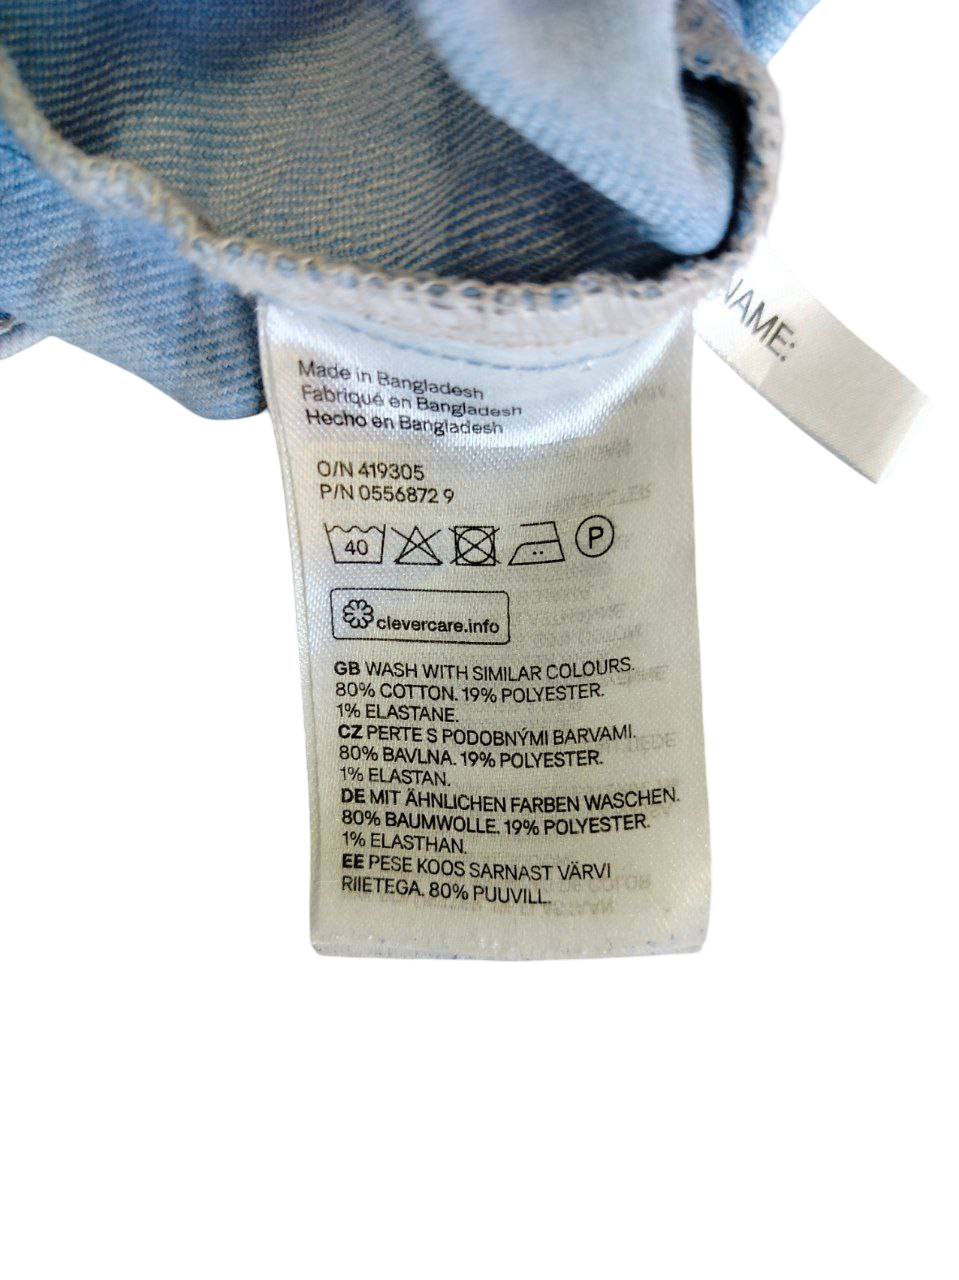 Made in Bangladesh
Fabriqué en Bangladesh
Hecho en Bangladesh
O/N 419305
P/N 0556872 9
40 P
clevercare.info
GB WASH WITH SIMILAR COLOURS.
80% COTTON. 19% POLYESTER.
1% ELASTANE.
CZ PERTE S PODOBNÝMI BARVAMI.
80% BAVLNA. 19% POLYESTER.
1% ELASTAN.
DE MIT ÄHNLICHEN FARBEN WASCHEN.
80% BAUMWOLLE. 19% POLYESTER.
1% ELASTHAN.
EE PESE KOOS SARNAST VÄRVI
RIIETEGA. 80% PUUVILL.
NAME: